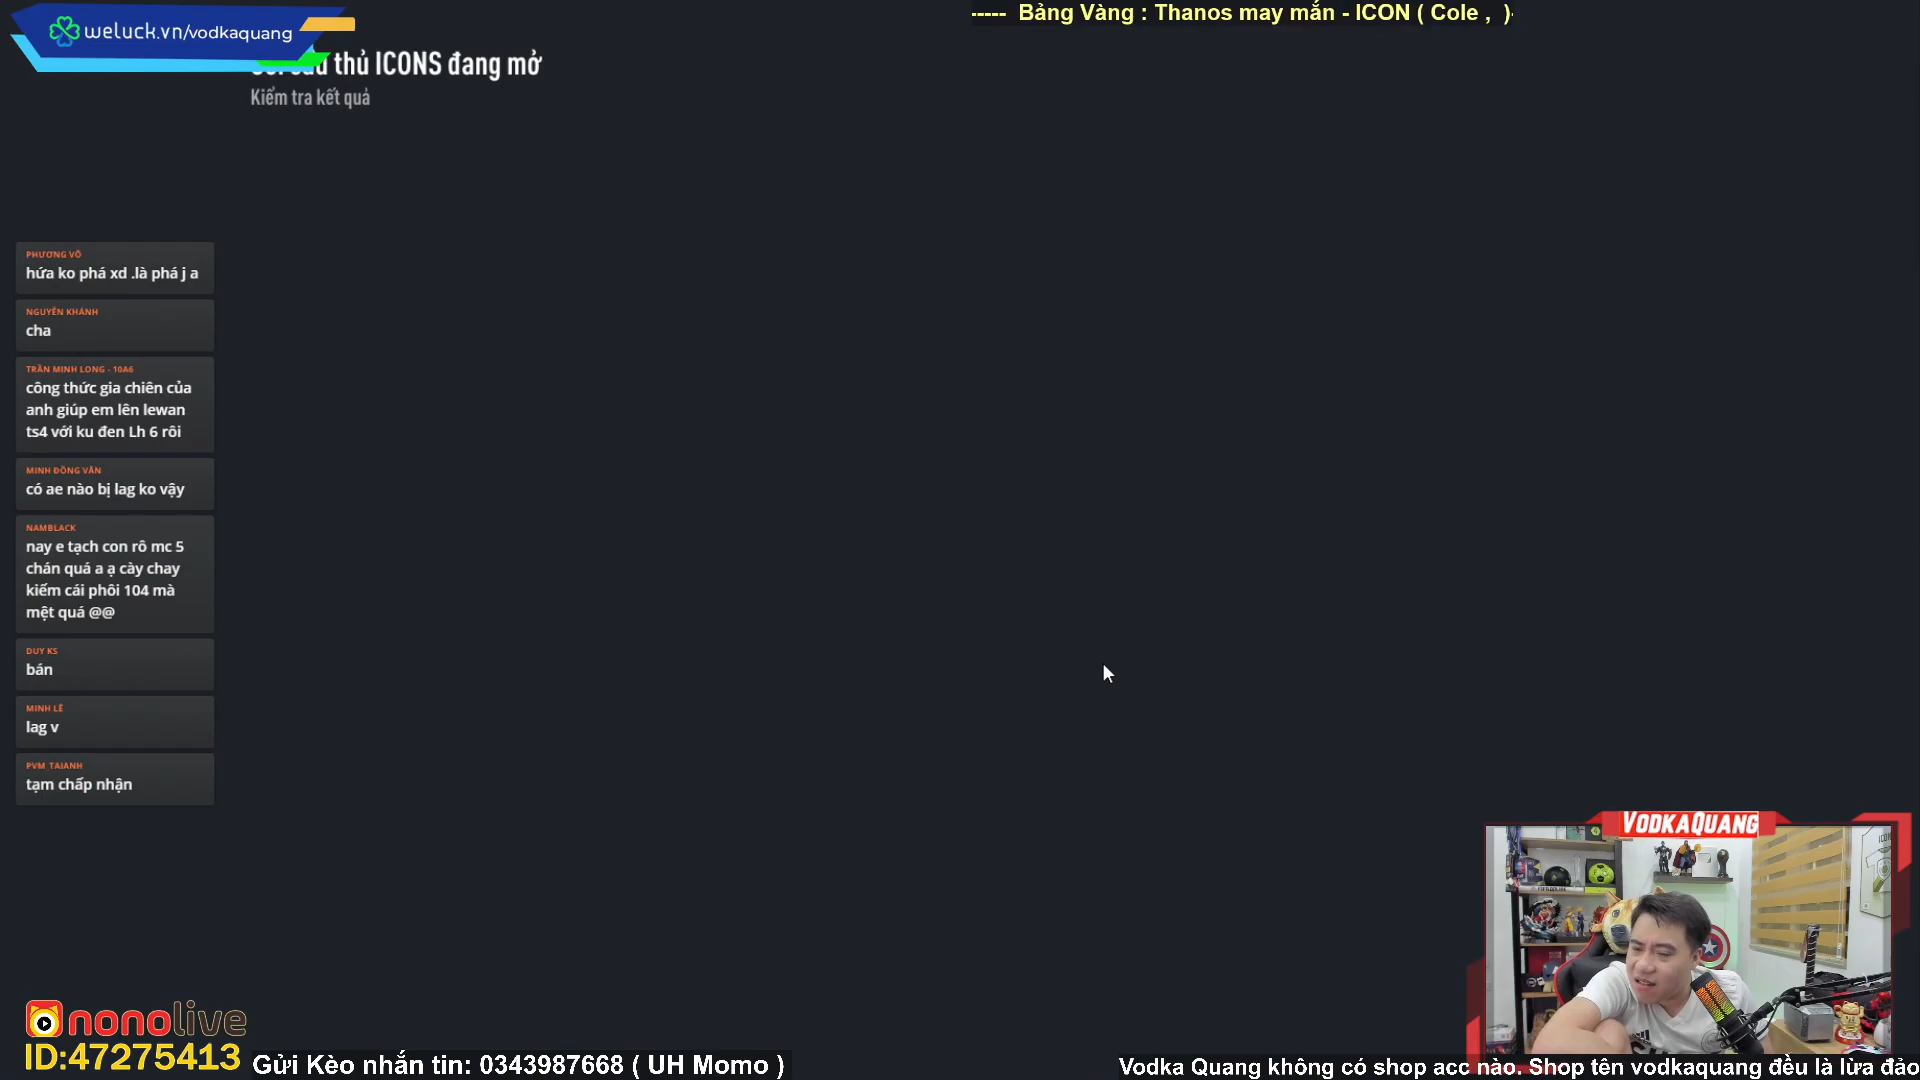 weluck.vn/vodkaquang
----- Bảng Vàng : Thanos may mắn - ICON ( Cole , )
thủ ICONS đang mở
Kiểm tra kết quả
PHƯƠNG VÕ
hứa ko phá xd .là phá j a
NGUYÊN KHÁNH
cha
TRẦN MINH LONG - 10A6
công thức gia chiên của
anh giúp em lên lewan
ts4 với ku đen Lh 6 rôi
MINH ĐÔNG VĂN
có ae nào bị lag ko vậy
NAMBLACK
nay e tạch con rô mc 5
chán quá a ạ cày chay
kiếm cái phôi 104 mà
mệt quá @@
DUY KS
bán
MINH LÊ
lag v
PVM TAIANH
tạm chấp nhận
VODKAQUANG
nonolive
ID:47275413
Gửi Kèo nhắn tin: 0343987668 ( UH Momo )
Vodka Quang không có shop acc nào. Shop tên vodkaquang đều là lừa đảo